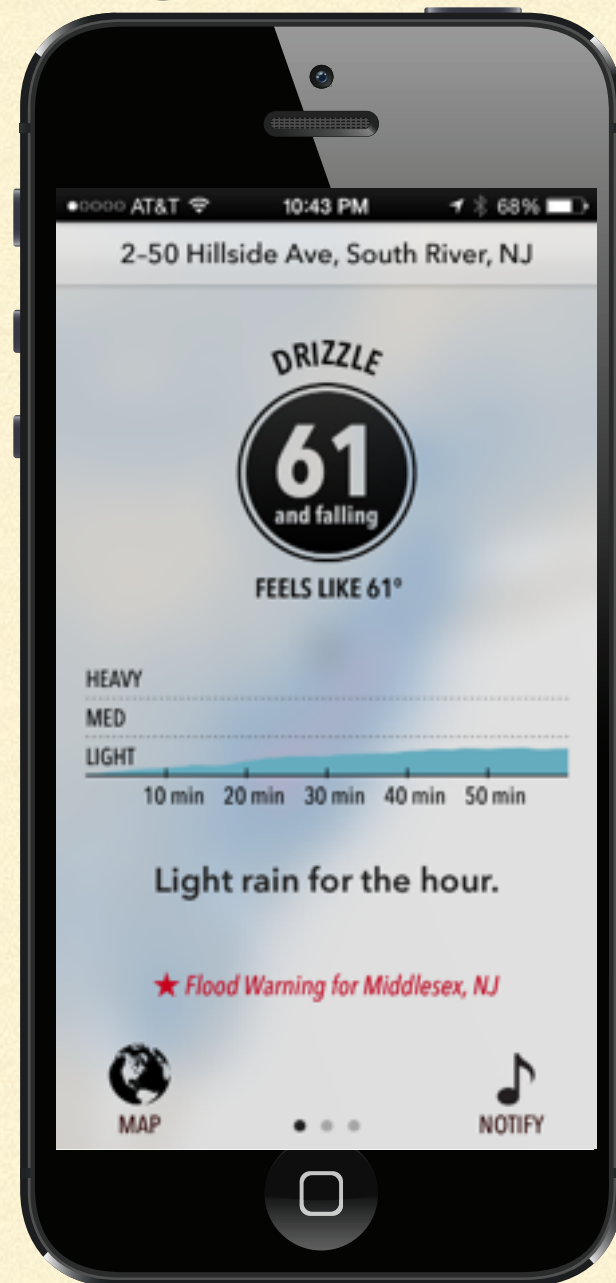 AT&T 10:43 PM 68%
2-50 Hillside Ave, South River, NJ
DRIZZLE
61
and falling
FEELS LIKE 61°
HEAVY
MED
LIGHT
10 min 20 min 30 min 40 min 50 min
Light rain for the hour.
★ Flood Warning for Middlesex, NJ
MAP NOTIFY